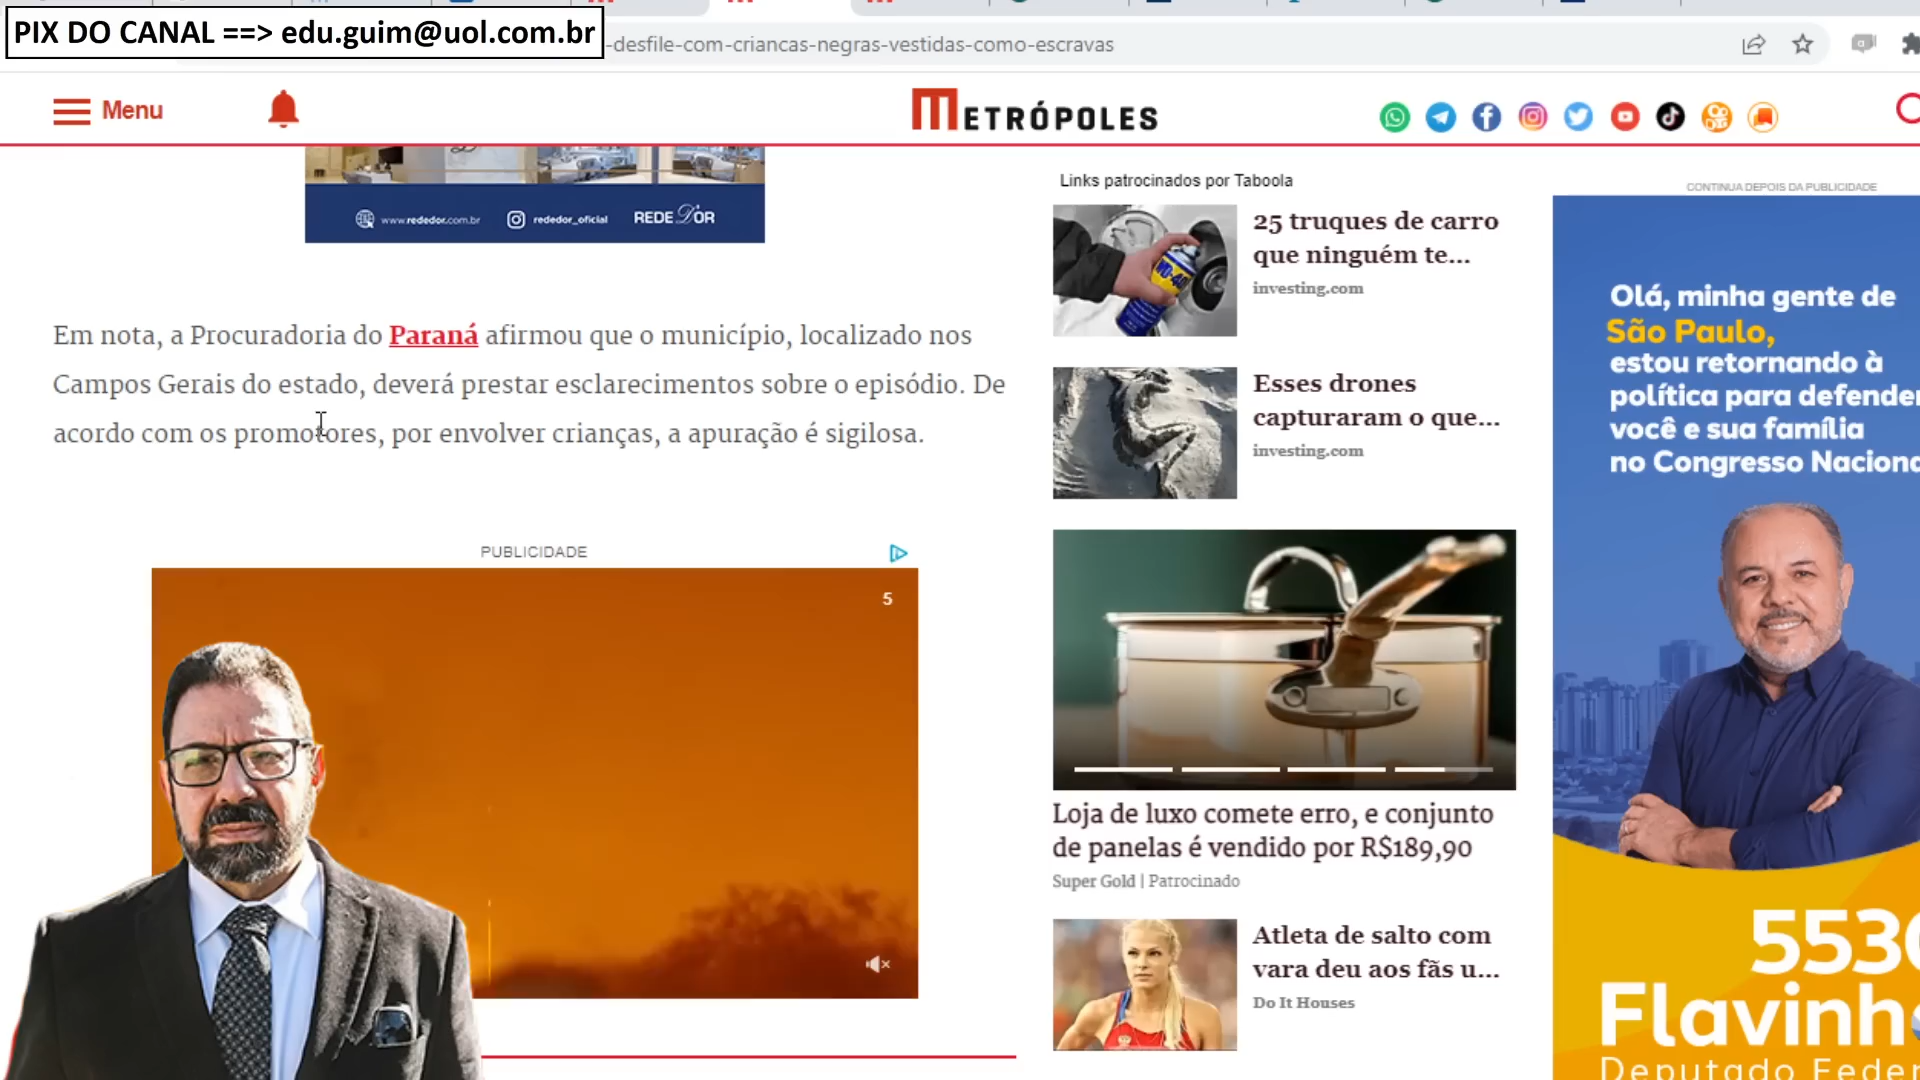 PIX DO CANAL ==> edu.guim@uol.com.br
-desfile-com-criancas-negras-vestidas-como-escravas
Menu
METRÓPOLES
www.rededor.com.br
rededor_oficial
REDE D'OR
Em nota, a Procuradoria do Paraná afirmou que o município, localizado nos
Campos Gerais do estado, deverá prestar esclarecimentos sobre o episódio. De
acordo com os promotores, por envolver crianças, a apuração é sigilosa.
PUBLICIDADE
5
Links patrocinados por Taboola
25 truques de carro
que ninguém te...
investing.com
WD-40
Esses drones
capturaram o que...
investing.com
Loja de luxo comete erro, e conjunto
de panelas é vendido por R$189,90
Super Gold | Patrocinado
Atleta de salto com
vara deu aos fãs u...
Do It Houses
CONTINUA DEPOIS DA PUBLICIDADE
Olá, minha gente de
São Paulo,
estou retornando à
política para defender
você e sua família
no Congresso Naciona
553
Flavinh
Deputado Feder